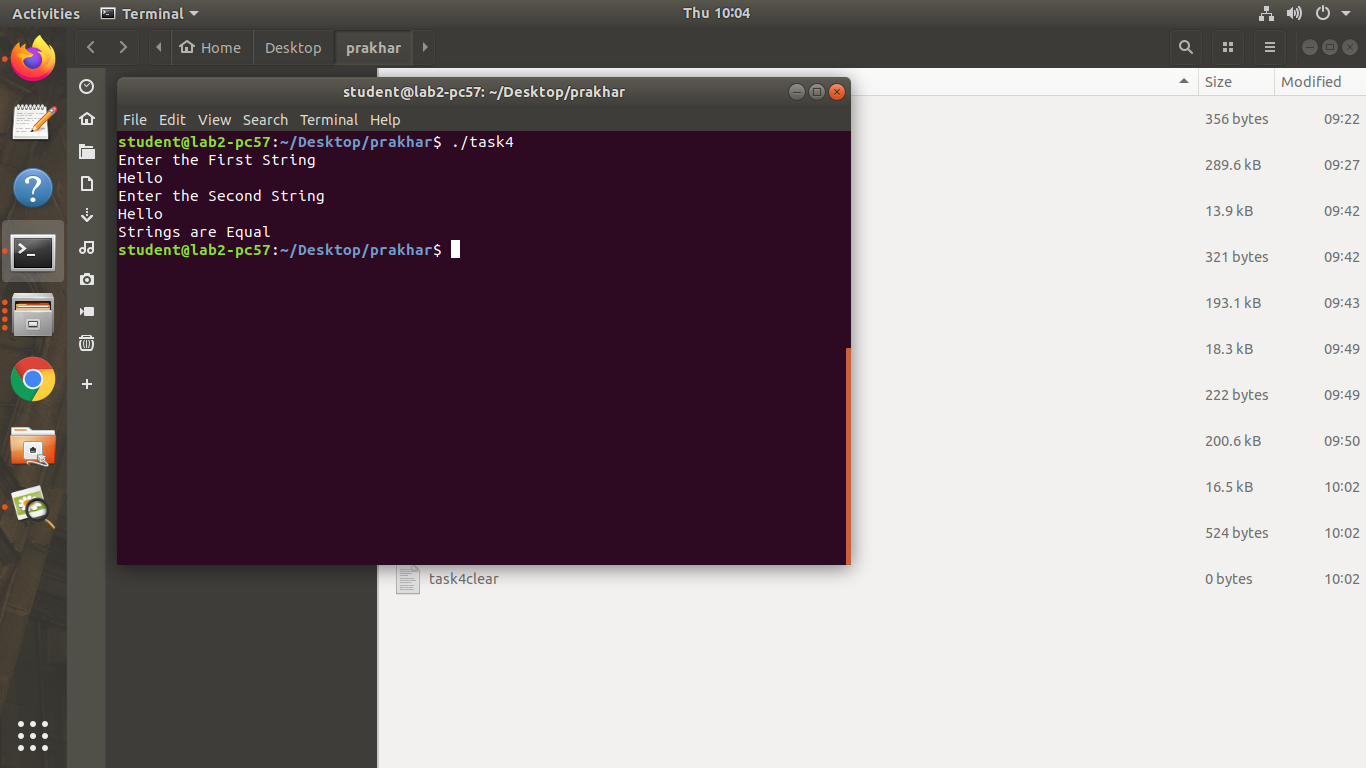 Activities Terminal Thu 10:04
Home Desktop prakhar
Size Modified
student@lab2-pc57: ~/Desktop/prakhar
File Edit View Search Terminal Help
student@lab2-pc57:~/Desktop/prakhar$ ./task4
Enter the First String
Hello
Enter the Second String
Hello
Strings are Equal
student@lab2-pc57:~/Desktop/prakhar$
356 bytes 09:22
289.6 kB 09:27
13.9 kB 09:42
321 bytes 09:42
193.1 kB 09:43
18.3 kB 09:49
222 bytes 09:49
200.6 kB 09:50
16.5 kB 10:02
524 bytes 10:02
task4clear 0 bytes 10:02